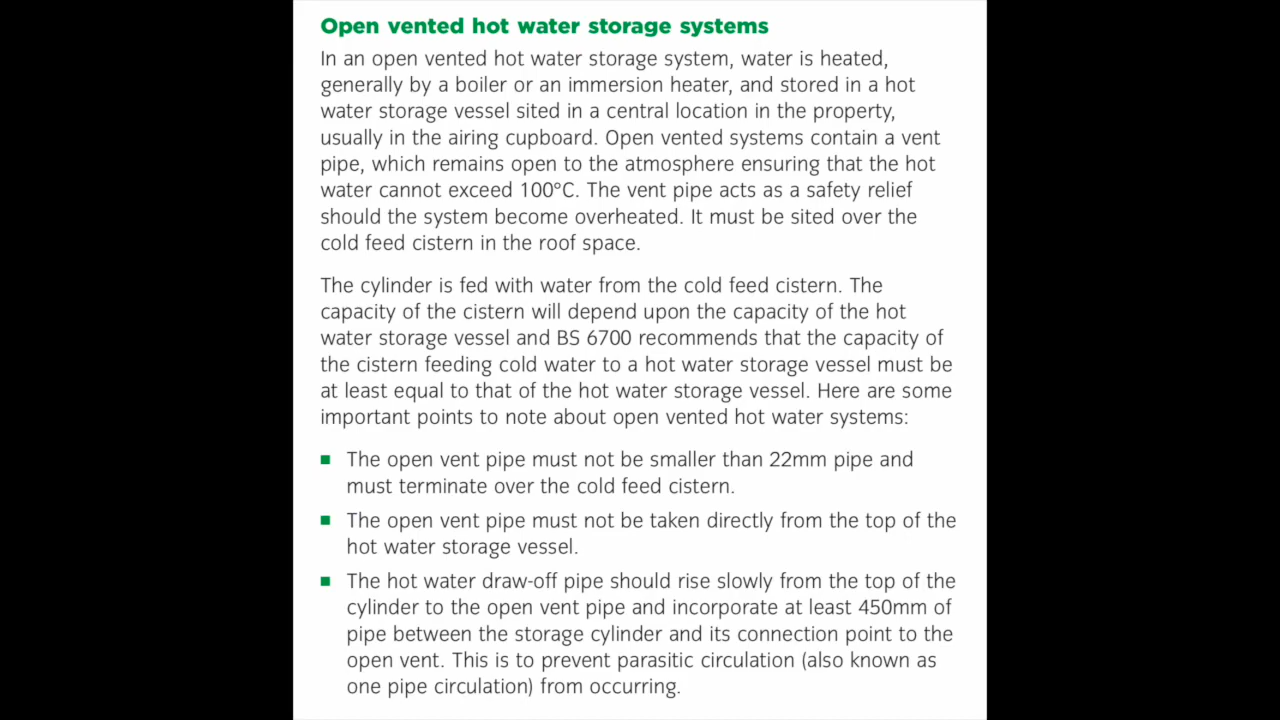 Open vented hot water storage systems
In an open vented hot water storage system, water is heated,
generally by a boiler or an immersion heater, and stored in a hot
water storage vessel sited in a central location in the property,
usually in the airing cupboard. Open vented systems contain a vent
pipe, which remains open to the atmosphere ensuring that the hot
water cannot exceed 100°C. The vent pipe acts as a safety relief
should the system become overheated. It must be sited over the
cold feed cistern in the roof space.
The cylinder is fed with water from the cold feed cistern. The
capacity of the cistern will depend upon the capacity of the hot
water storage vessel and BS 6700 recommends that the capacity of
the cistern feeding cold water to a hot water storage vessel must be
at least equal to that of the hot water storage vessel. Here are some
important points to note about open vented hot water systems:
■ The open vent pipe must not be smaller than 22mm pipe and
must terminate over the cold feed cistern.
■ The open vent pipe must not be taken directly from the top of the
hot water storage vessel.
■ The hot water draw-off pipe should rise slowly from the top of the
cylinder to the open vent pipe and incorporate at least 450mm of
pipe between the storage cylinder and its connection point to the
open vent. This is to prevent parasitic circulation (also known as
one pipe circulation) from occurring.